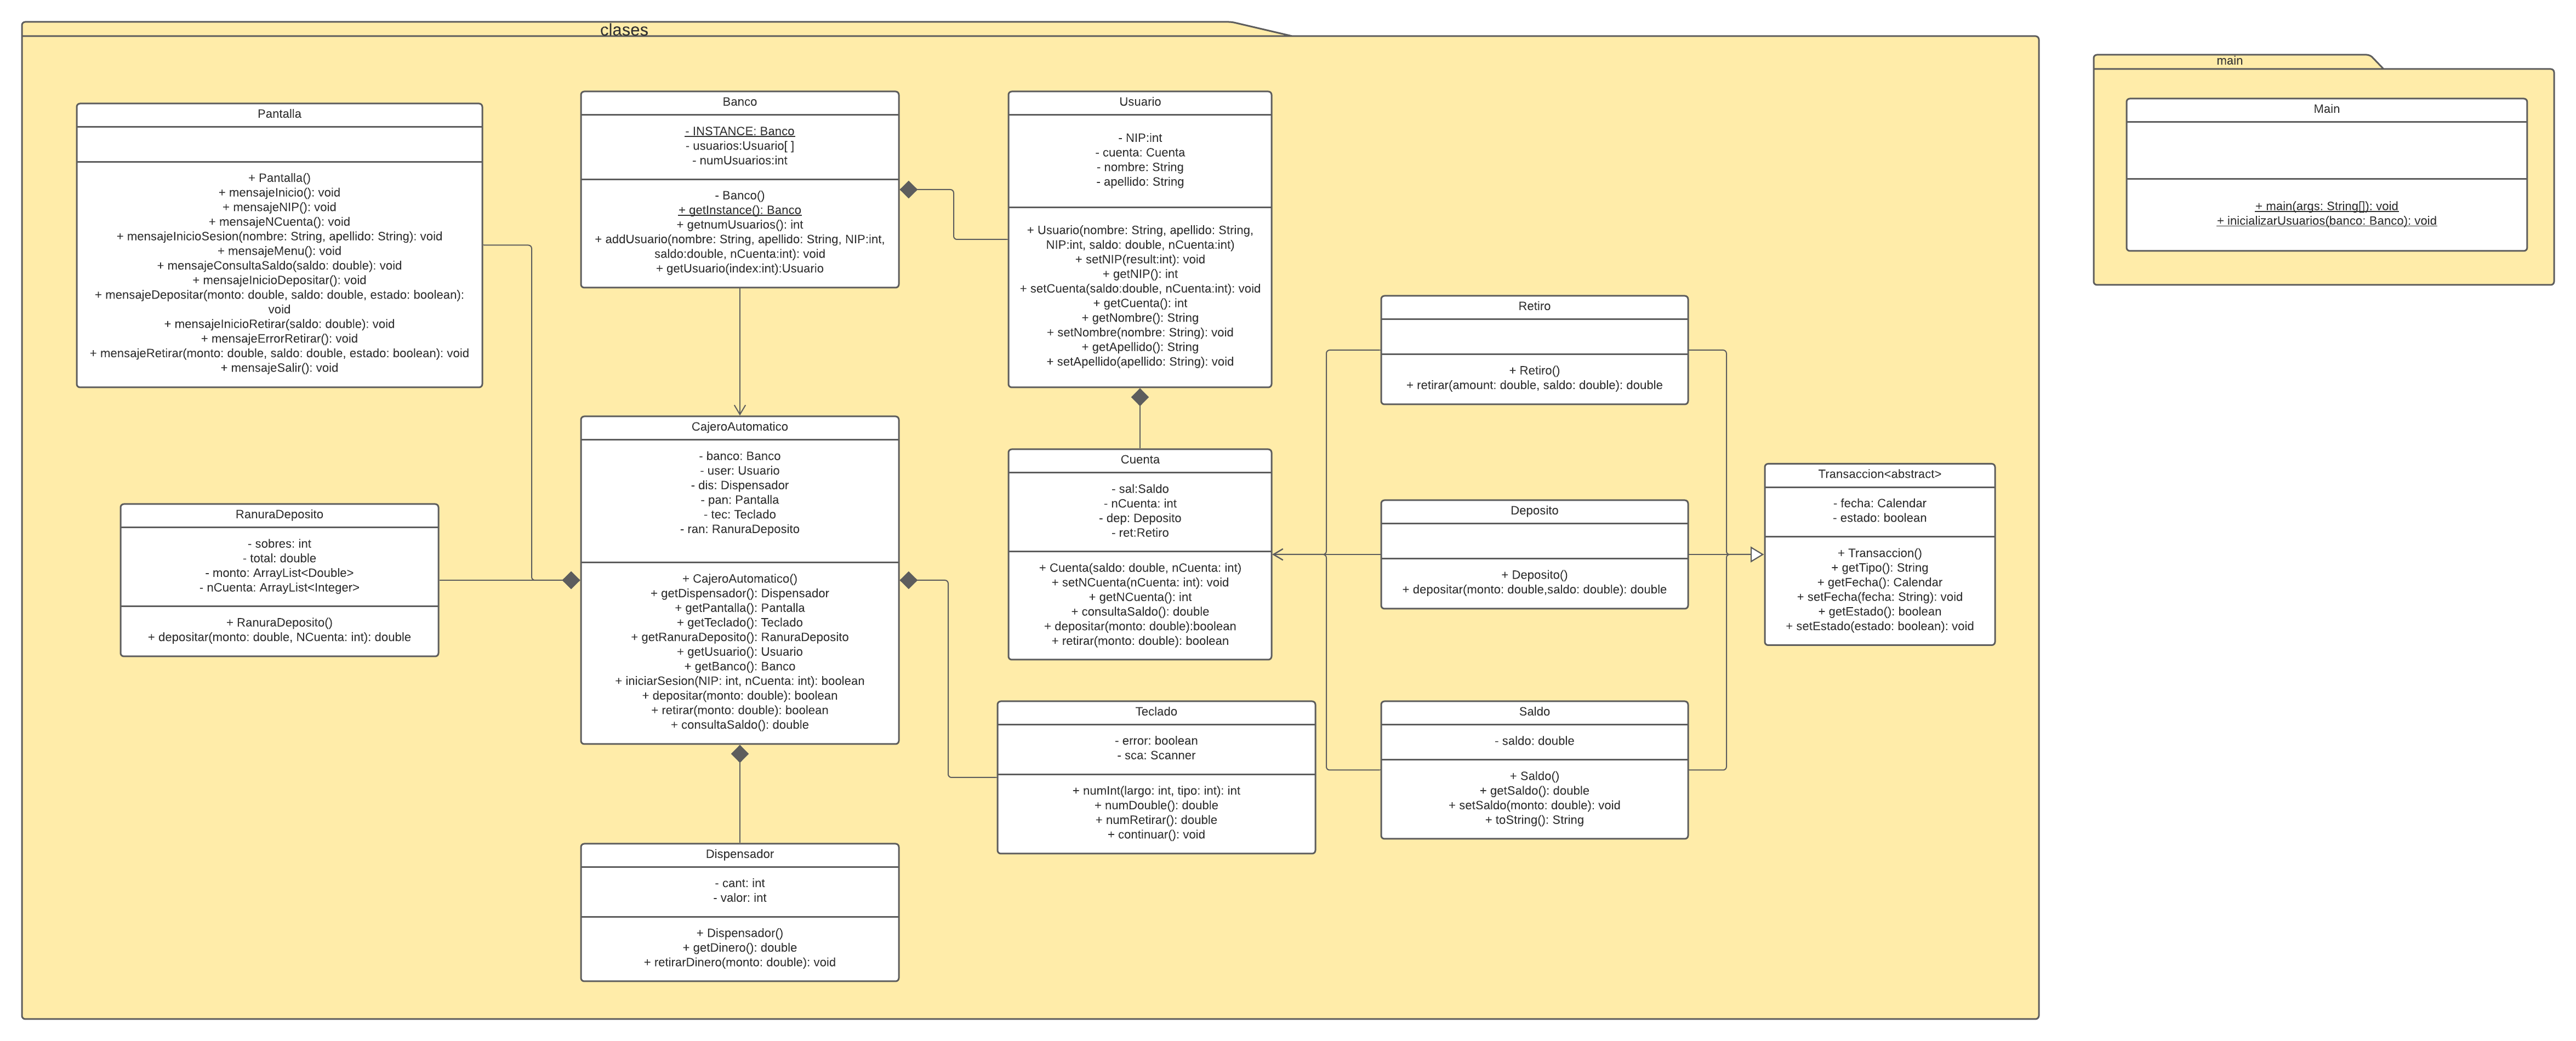 clases
Pantalla
+ Pantalla()
+ mensajeInicio(): void
+ mensajeNIP(): void
+ mensajeNCuenta(): void
+ mensajeInicioSesion(nombre: String, apellido: String): void
+ mensajeMenu(): void
+ mensajeConsultaSaldo(saldo: double): void
+ mensajeInicioDepositar(): void
+ mensajeDepositar(monto: double, saldo: double, estado: boolean):
void
+ mensajeInicioRetirar(saldo: double): void
+ mensajeErrorRetirar(): void
+ mensajeRetirar(monto: double, saldo: double, estado: boolean): void
+ mensajeSalir(): void
Banco
- INSTANCE: Banco
- usuarios:Usuario[ ]
- numUsuarios:int
- Banco()
+ getInstance(): Banco
+ getnumUsuarios(): int
+ addUsuario(nombre: String, apellido: String, NIP:int,
saldo:double, nCuenta:int): void
+ getUsuario(index:int):Usuario
Usuario
- NIP:int
- cuenta: Cuenta
- nombre: String
- apellido: String
+ Usuario(nombre: String, apellido: String,
NIP:int, saldo: double, nCuenta:int)
+ setNIP(result:int): void
+ getNIP(): int
+ setCuenta(saldo:double, nCuenta:int): void
+ getCuenta(): int
+ getNombre(): String
+ setNombre(nombre: String): void
+ getApellido(): String
+ setApellido(apellido: String): void
main
Main
+ main(args: String[]): void
+ inicializarUsuarios(banco: Banco): void
Retiro
+ Retiro()
+ retirar(amount: double, saldo: double): double
RanuraDeposito
- sobres: int
- total: double
- monto: ArrayList<Double>
- nCuenta: ArrayList<Integer>
+ RanuraDeposito()
+ depositar(monto: double, NCuenta: int): double
CajeroAutomatico
- banco: Banco
- user: Usuario
- dis: Dispensador
- pan: Pantalla
- tec: Teclado
- ran: RanuraDeposito
+ CajeroAutomatico()
+ getDispensador(): Dispensador
+ getPantalla(): Pantalla
+ getTeclado(): Teclado
+ getRanuraDeposito(): RanuraDeposito
+ getUsuario(): Usuario
+ getBanco(): Banco
+ iniciarSesion(NIP: int, nCuenta: int): boolean
+ depositar(monto: double): boolean
+ retirar(monto: double): boolean
+ consultaSaldo(): double
Cuenta
- sal:Saldo
- nCuenta: int
- dep: Deposito
- ret:Retiro
+ Cuenta(saldo: double, nCuenta: int)
+ setNCuenta(nCuenta: int): void
+ getNCuenta(): int
+ consultaSaldo(): double
+ depositar(monto: double):boolean
+ retirar(monto: double): boolean
Deposito
+ Deposito()
+ depositar(monto: double,saldo: double): double
Transaccion<abstract>
- fecha: Calendar
- estado: boolean
+ Transaccion()
+ getTipo(): String
+ getFecha(): Calendar
+ setFecha(fecha: String): void
+ getEstado(): boolean
+ setEstado(estado: boolean): void
Teclado
- error: boolean
- sca: Scanner
+ numInt(largo: int, tipo: int): int
+ numDouble(): double
+ numRetirar(): double
+ continuar(): void
Saldo
- saldo: double
+ Saldo()
+ getSaldo(): double
+ setSaldo(monto: double): void
+ toString(): String
Dispensador
- cant: int
- valor: int
+ Dispensador()
+ getDinero(): double
+ retirarDinero(monto: double): void